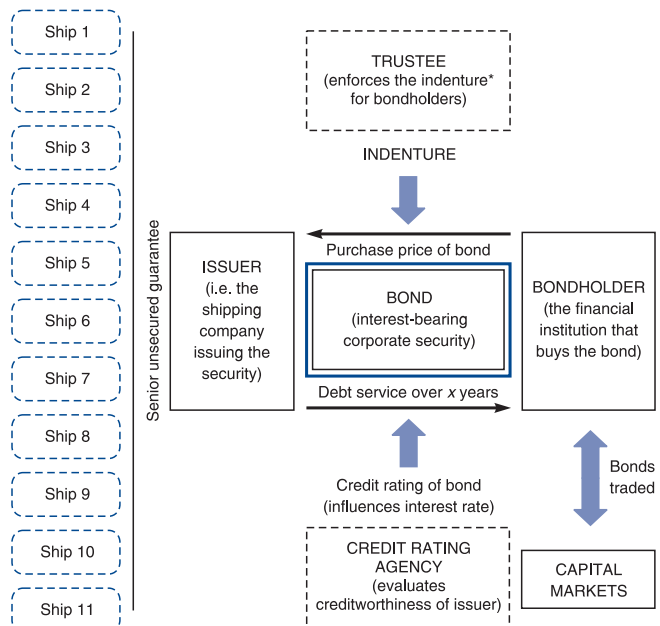 Ship 1
Ship 2
Ship 3
Ship 4
Ship 5
Ship 6
Ship 7
Ship 8
Ship 9
Ship 10
Ship 11
Senior unsecured guarantee
TRUSTEE
(enforces the indenture*
for bondholders)
INDENTURE
Purchase price of bond
ISSUER
(i.e. the
shipping
company
issuing the
security)
BOND
(interest-bearing
corporate security)
BONDHOLDER
(the financial
institution that
buys the bond)
Debt service over x years
Credit rating of bond
(influences interest rate)
Bonds
traded
CREDIT RATING
AGENCY
(evaluates
creditworthiness of issuer)
CAPITAL
MARKETS